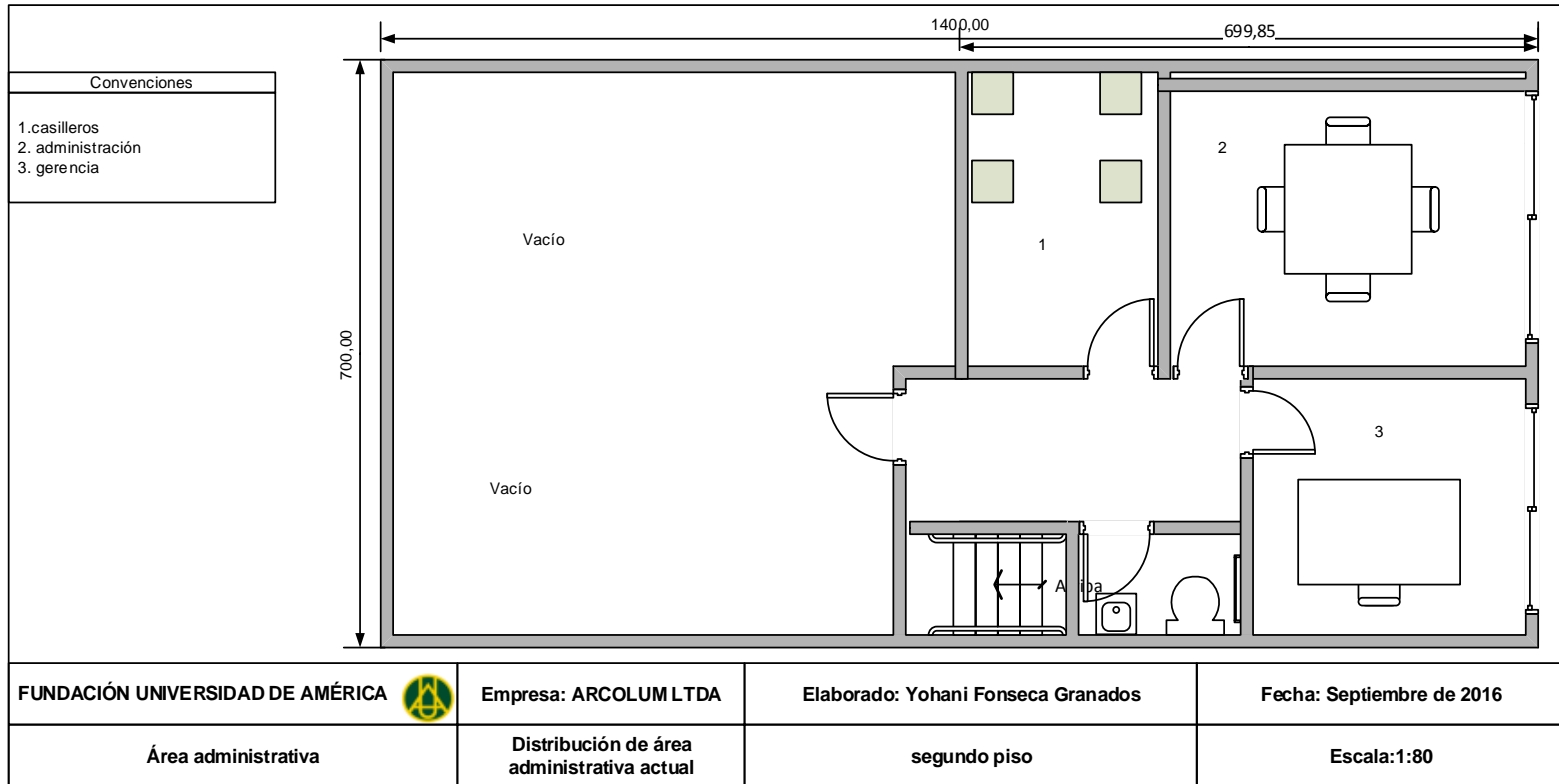 1400,00
699,85
Convenciones
1.casilleros
2. administración
3. gerencia
2
Vacío
1
700,00
3
Vacío
FUNDACIÓN UNIVERSIDAD DE AMÉRICA
Empresa: ARCOLUM LTDA
Elaborado: Yohani Fonseca Granados
Fecha: Septiembre de 2016
Área administrativa
Distribución de área
administrativa actual
segundo piso
Escala:1:80